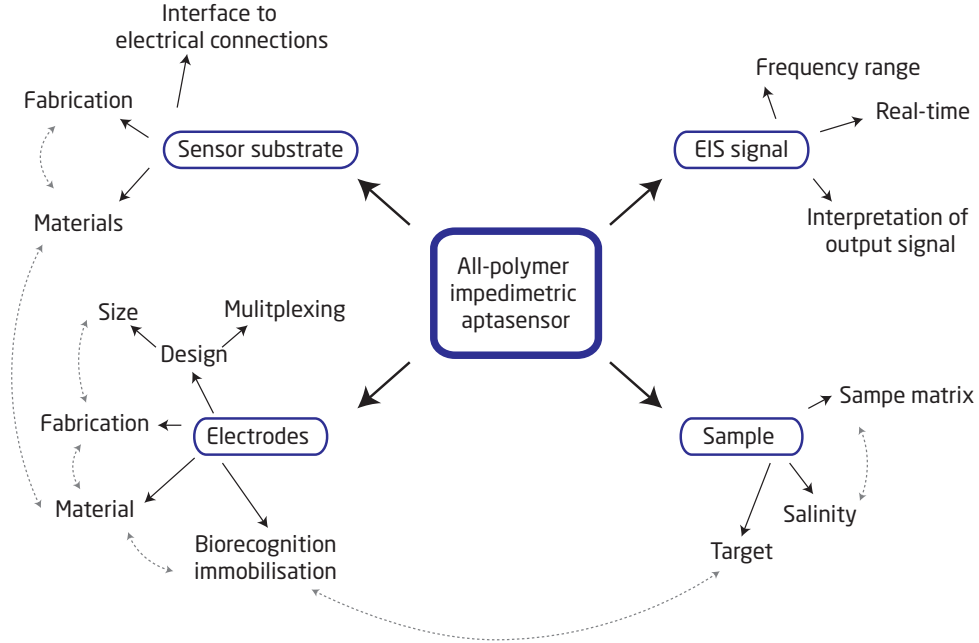 Interface to
electrical connections
Fabrication
Sensor substrate
Materials
Frequency range
Real-time
EIS signal
Interpretation of
output signal
All-polymer
impedimetric
aptasensor
Size
Mulitplexing
Design
Fabrication
Electrodes
Material
Biorecognition
immobilisation
Sampe matrix
Sample
Salinity
Target